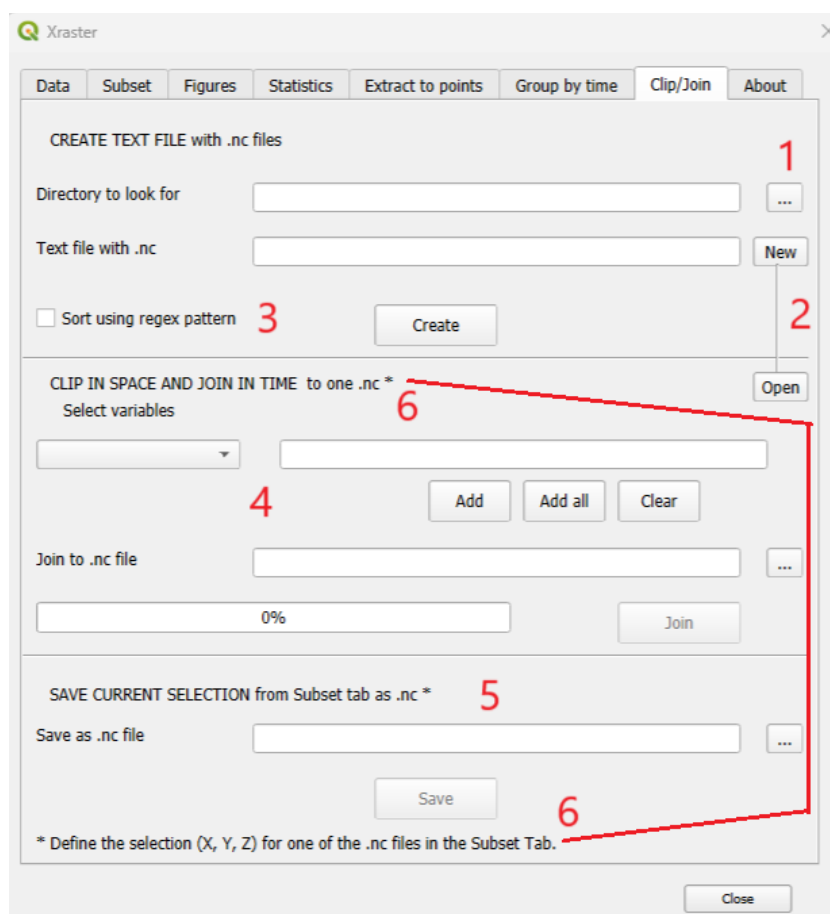 Xraster
Data Subset Figures Statistics Extract to points Group by time Clip/Join About
CREATE TEXT FILE with .nc files
1
Directory to look for ...
Text file with .nc New
Sort using regex pattern 3 Create 2
CLIP IN SPACE AND JOIN IN TIME to one .nc * Open
Select variables 6
4 Add Add all Clear
Join to .nc file ...
0% Join
SAVE CURRENT SELECTION from Subset tab as .nc * 5
Save as .nc file ...
Save 6
* Define the selection (X, Y, Z) for one of the .nc files in the Subset Tab.
Close